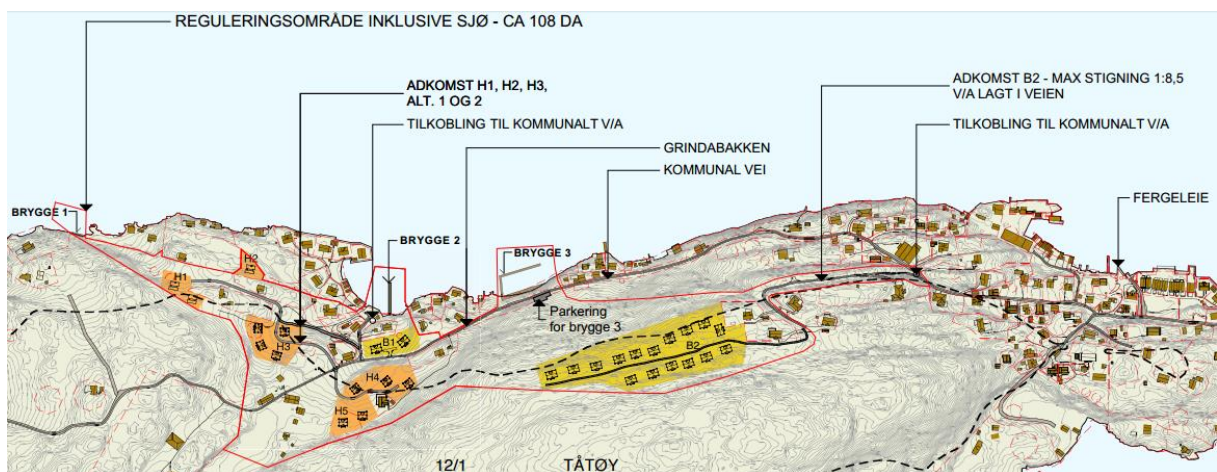 REGULERINGSOMRÅDE INKLUSIVE SJØ - CA 108 DA
ADKOMST H1, H2, H3,
ALT. 1 OG 2
TILKOBLING TIL KOMMUNALT V/A
GRINDABAKKEN
KOMMUNAL VEI
ADKOMST B2 - MAX STIGNING 1:8,5
V/A LAGT I VEIEN
TILKOBLING TIL KOMMUNALT V/A
FERGELEIE
BRYGGE 1
BRYGGE 2
BRYGGE 3
Parkering
for brygge 3
H1
H2
H3
B1
H4
H5
B2
12/1
TÅTØY